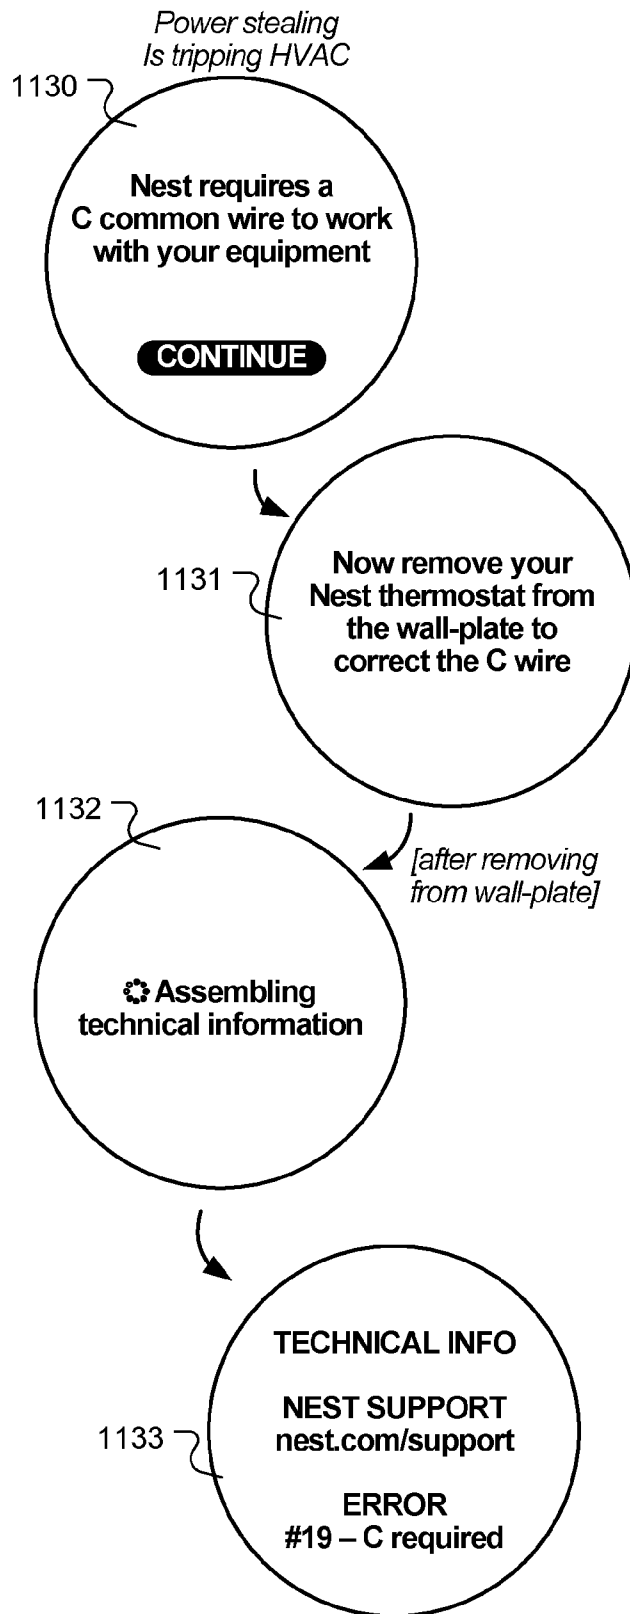 Power stealing
Is tripping HVAC
1130
Nest requires a
C common wire to work
with your equipment
CONTINUE
1131
Now remove your
Nest thermostat from
the wall-plate to
correct the C wire
1132
[after removing
from wall-plate]
Assembling
technical information
TECHNICAL INFO
NEST SUPPORT
nest.com/support
1133
ERROR
#19 – C required